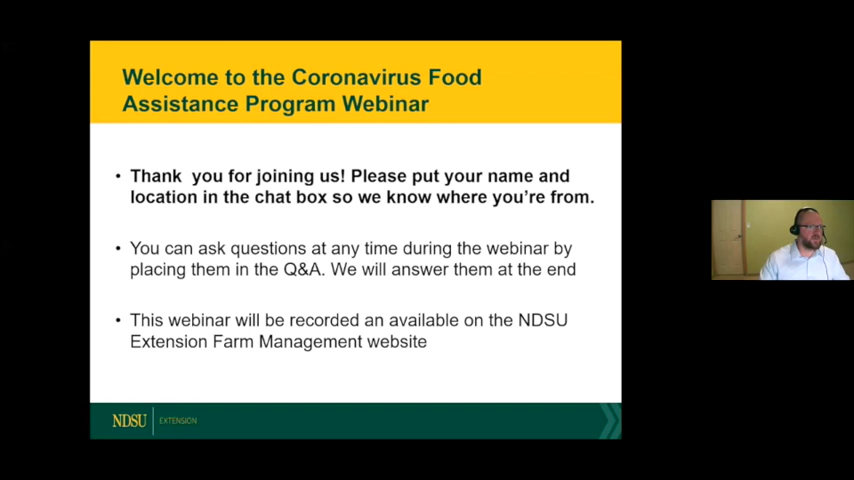 Welcome to the Coronavirus Food
Assistance Program Webinar
• Thank you for joining us! Please put your name and
location in the chat box so we know where you're from.
• You can ask questions at any time during the webinar by
placing them in the Q&A. We will answer them at the end
• This webinar will be recorded an available on the NDSU
Extension Farm Management website
NDSU EXTENSION